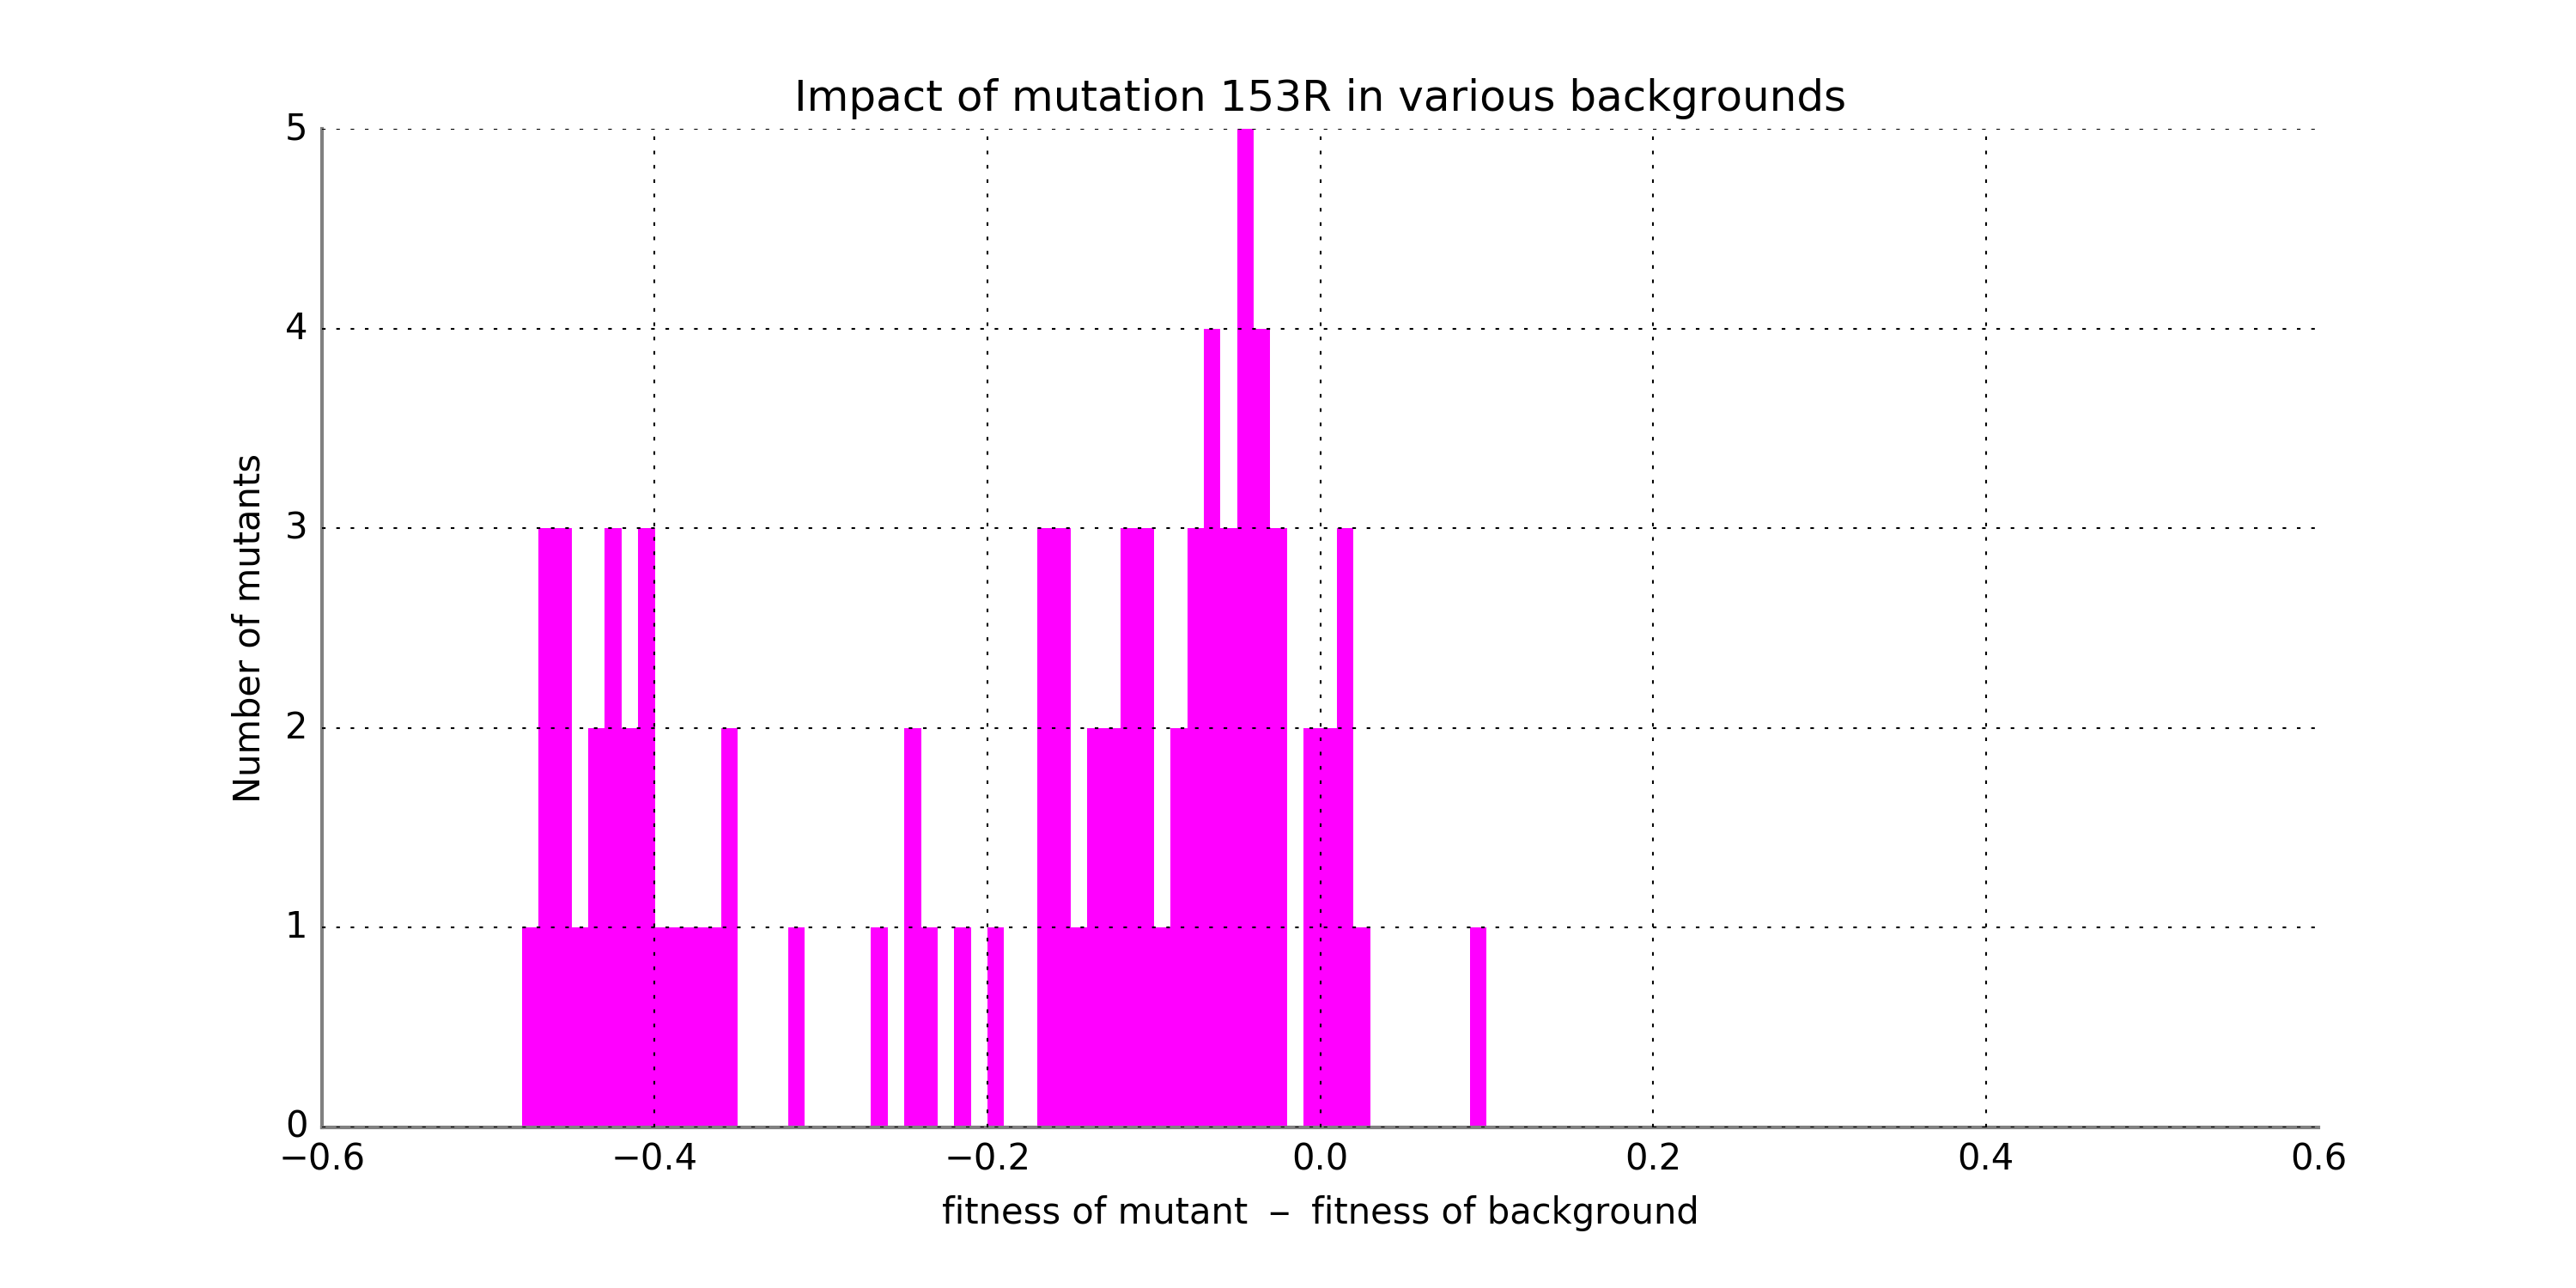 Impact of mutation 153R in various backgrounds
5
4
3
2
1
0
Number of mutants
−0.6 −0.4 −0.2 0.0 0.2 0.4 0.6
fitness of mutant − fitness of background